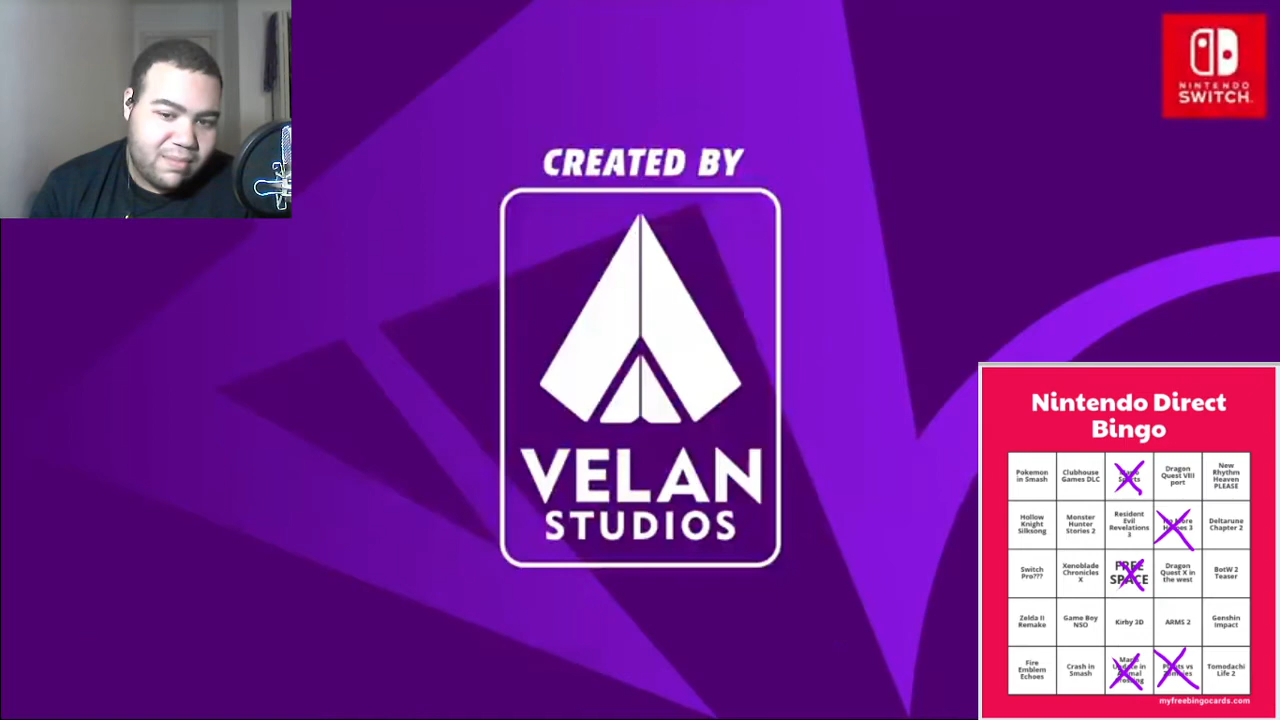 NINTENDO
SWITCH
CREATED BY
VELAN
STUDIOS
Nintendo Direct
Bingo
Pokemon
in Smash
Clubhouse
Games DLC
Dragon
Quest VIII
port
New
Rhythm
Heaven
PLEASE
Hollow
Knight
Silksong
Monster
Hunter
Stories 2
Resident
Evil
Revelations
3
Deltarune
Chapter 2
Switch
Pro???
Xenoblade
Chronicles
X
FREE
SPACE
Dragon
Quest X in
the west
BotW 2
Teaser
Zelda II
Remake
Game Boy
NSO
Kirby 3D
ARMS 2
Genshin
Impact
Fire
Emblem
Echoes
Crash in
Smash
Tomodachi
Life 2
myfreebingocards.com